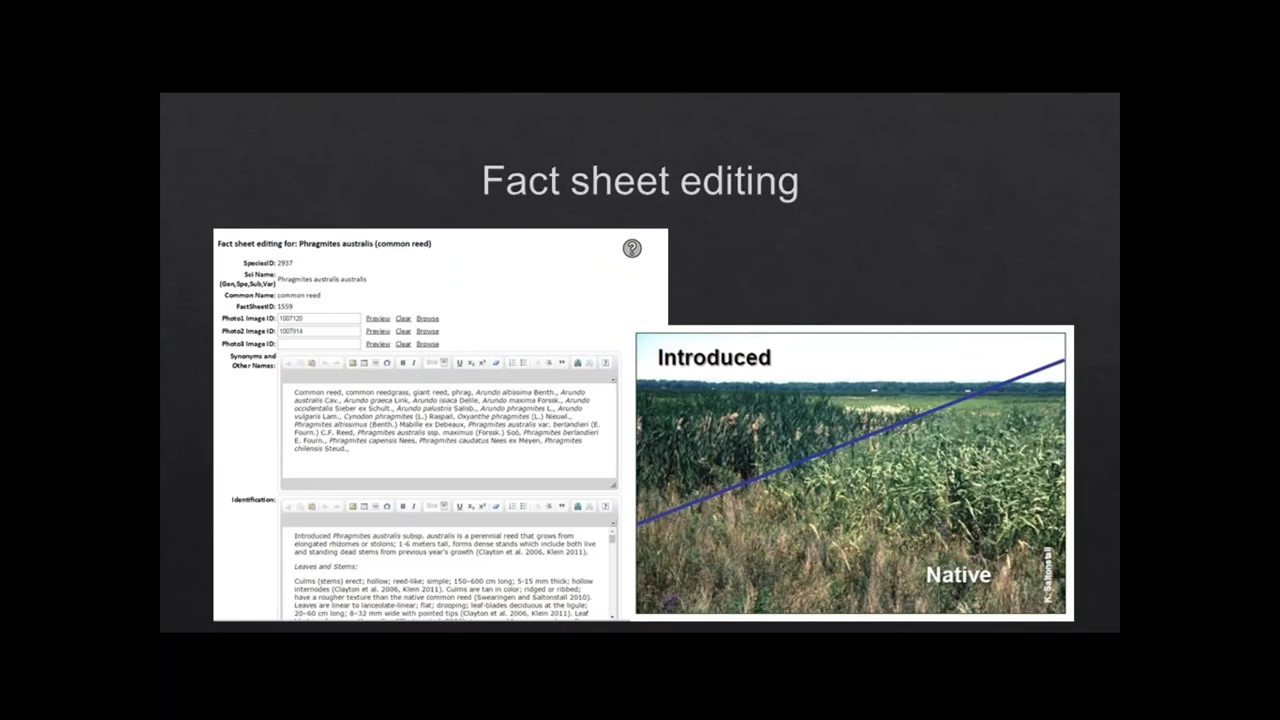 Fact sheet editing
Fact sheet editing for: Phragmites australis (common reed)
SpeciesID: 2937
Sci Name:
(Gen,Spe,Sub,Var)
Phragmites australis australis
Common Name: common reed
FactSheetID: 1559
Photo1 Image ID: 1007120 Preview Clear Browse
Photo2 Image ID: 1007914 Preview Clear Browse
Photo3 Image ID: Preview Clear Browse
Synonyms and
Other Names:
Common reed, common reedgrass, giant reed, phrag, Arundo altissima Benth., Arundo
australis Cav., Arundo graeca Link, Arundo isiaca Delile, Arundo maxima Forssk., Arundo
occidentalis Sieber ex Schult., Arundo palustris Salisb., Arundo phragmites L., Arundo
vulgaris Lam., Cynodon phragmites (L.) Raspail, Oxyanthe phragmites (L.) Nieuwl.,
Phragmites altissimus (Benth.) Mabille ex Debeaux, Phragmites australis var. berlandieri (E.
Fourn.) C.F. Reed, Phragmites australis ssp. maximus (Forssk.) Soó, Phragmites berlandieri
E. Fourn., Phragmites capensis Nees, Phragmites caudatus Nees ex Meyen, Phragmites
chilensis Steud.,
Identification:
Introduced Phragmites australis subsp. australis is a perennial reed that grows from
elongated rhizomes or stolons; 1-6 meters tall, forms dense stands which include both live
and standing dead stems from previous year's growth (Clayton et al. 2006, Klein 2011).
Leaves and Stems:
Culms (stems) erect; hollow; reed-like; simple; 150-600 cm long; 5-15 mm thick; hollow
internodes (Clayton et al. 2006, Klein 2011). Culms are tan in color; ridged or ribbed;
have a rougher texture than the native common reed (Swearingen and Saltonstall 2010).
Leaves are linear to lanceolate-linear; flat; drooping; leaf-blades deciduous at the ligule;
20-60 cm long; 8-32 mm wide with pointed tips (Clayton et al. 2006, Klein 2011). Leaf
Introduced
Native
K. Saltonstall